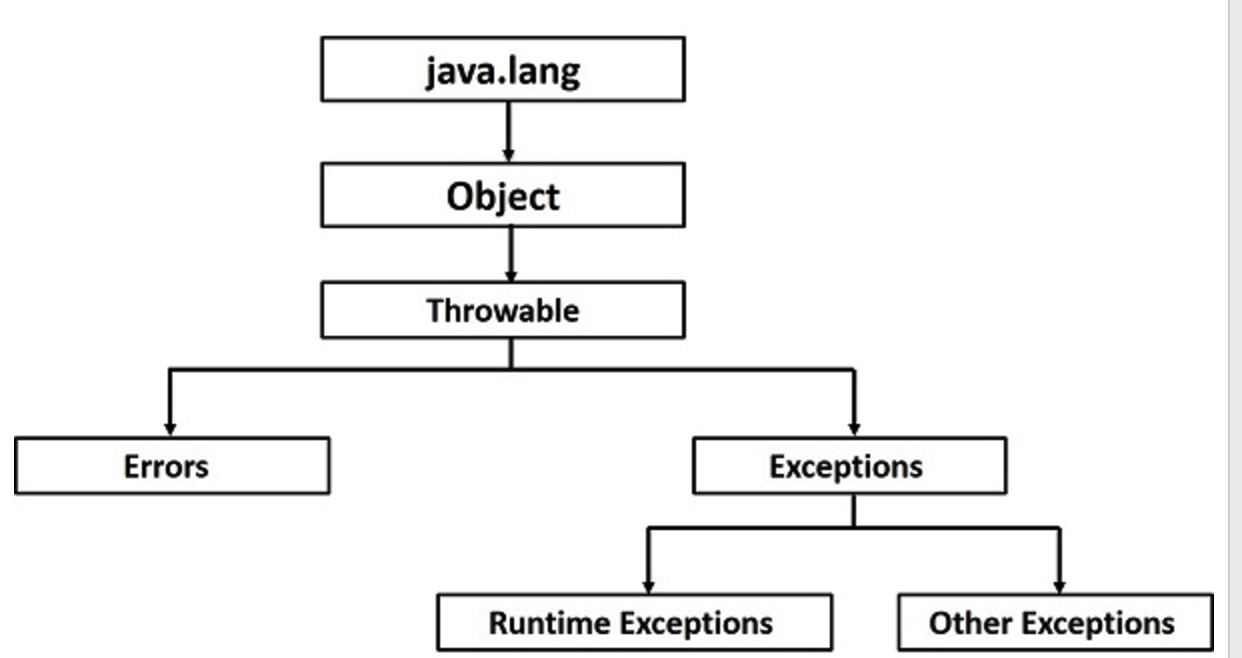 java.lang
Object
Throwable
Errors
Exceptions
Runtime Exceptions
Other Exceptions